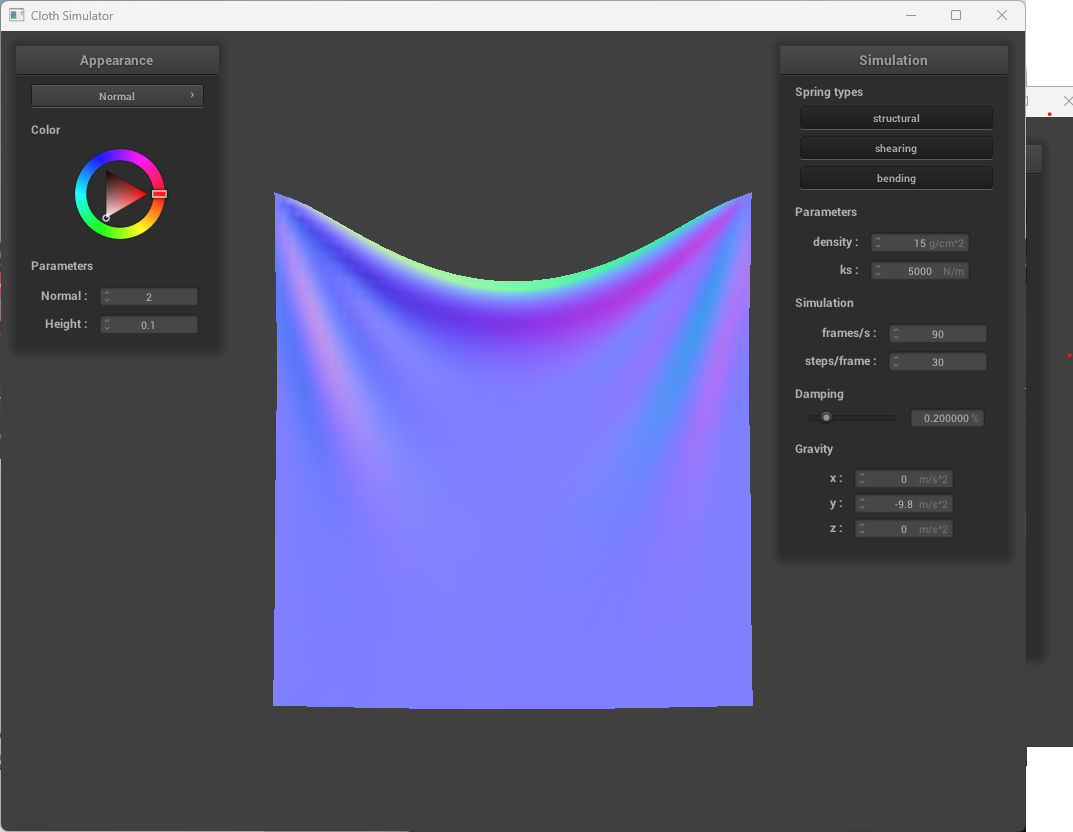 Cloth Simulator
Appearance
Normal
Color
Parameters
Normal : 2
Height : 0.1
Simulation
Spring types
structural
shearing
bending
Parameters
density : 15 g/cm^2
ks : 5000 N/m
Simulation
frames/s : 90
steps/frame : 30
Damping
0.200000 %
Gravity
x : 0 m/s^2
y : -9.8 m/s^2
z : 0 m/s^2